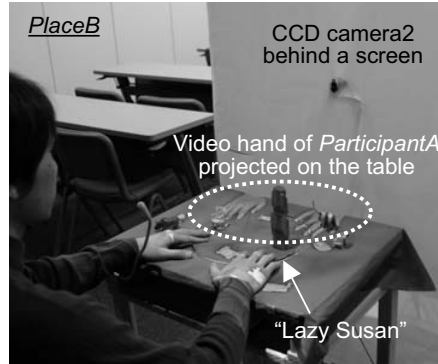 PlaceB
CCD camera2
behind a screen
Video hand of ParticipantA
projected on the table
“Lazy Susan”